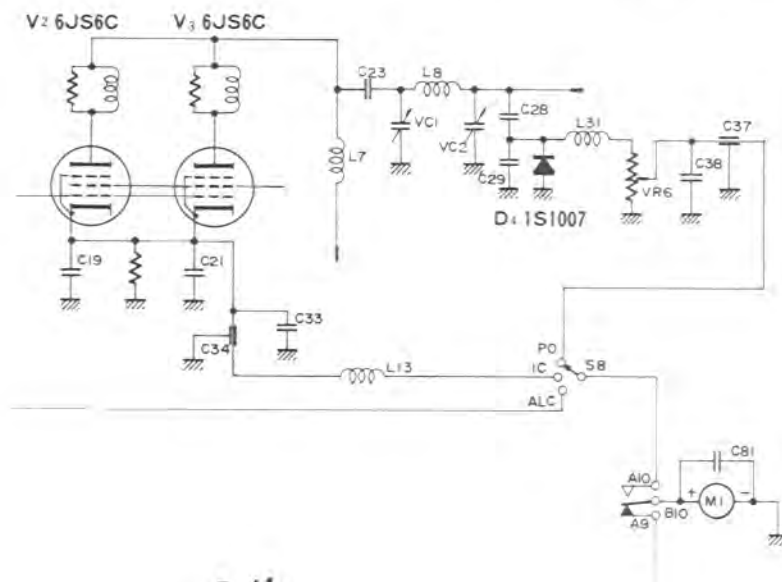 V2 6JS6C
V3 6JS6C
C23
L8
VC1
VC2
C28
L31
C37
L7
C29
C38
VR6
D4 1S1007
C19
C21
C33
C34
L13
PO
IC
S8
ALC
C81
A10
+
M1
-
B10
A9